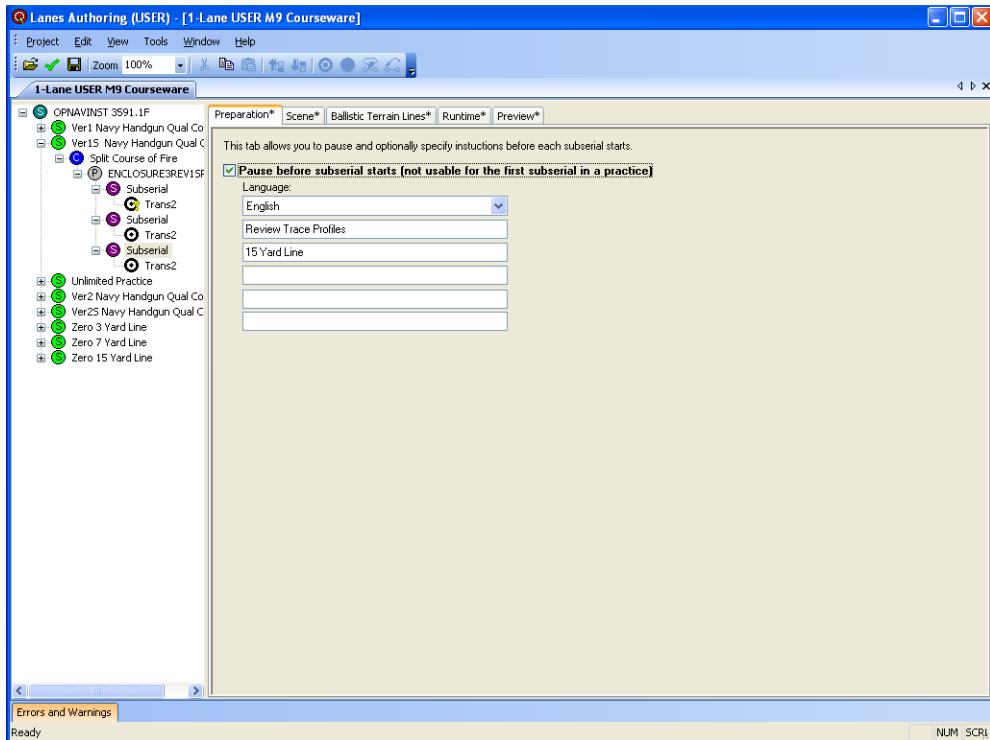 Lanes Authoring (USER) - [1-Lane USER M9 Courseware]
Project Edit View Tools Window Help
Zoom 100%
1-Lane USER M9 Courseware
OPNAVINST 3591.1F
Ver1 Navy Handgun Qual Co
Ver1S Navy Handgun Qual C
Split Course of Fire
ENCLOSURE3REV1SF
Subserial
Trans2
Subserial
Trans2
Subserial
Trans2
Unlimited Practice
Ver2 Navy Handgun Qual Co
Ver2S Navy Handgun Qual C
Zero 3 Yard Line
Zero 7 Yard Line
Zero 15 Yard Line
Preparation* Scene* Ballistic Terrain Lines* Runtime* Preview*
This tab allows you to pause and optionally specify instuctions before each subserial starts.
Pause before subserial starts (not usable for the first subserial in a practice)
Language:
English
Review Trace Profiles
15 Yard Line
Errors and Warnings
Ready
NUM SCRL